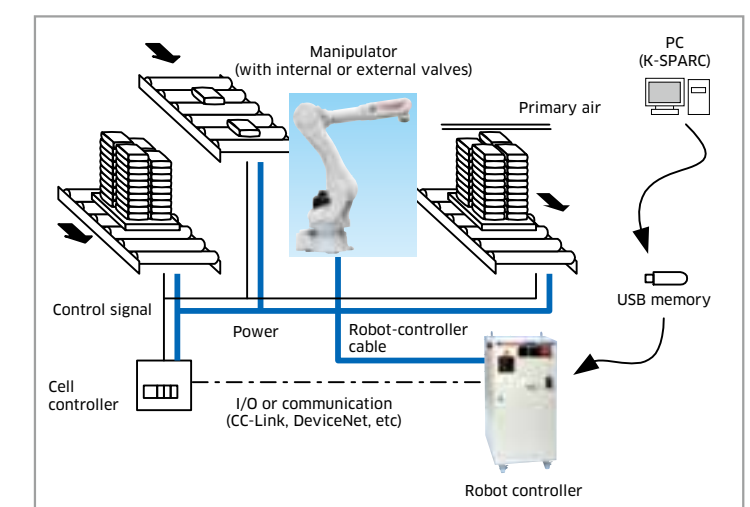 Manipulator
(with internal or external valves)
PC
(K-SPARC)
Primary air
Control signal
Power
Robot-controller
cable
USB memory
Cell
controller
I/O or communication
(CC-Link, DeviceNet, etc)
Robot controller